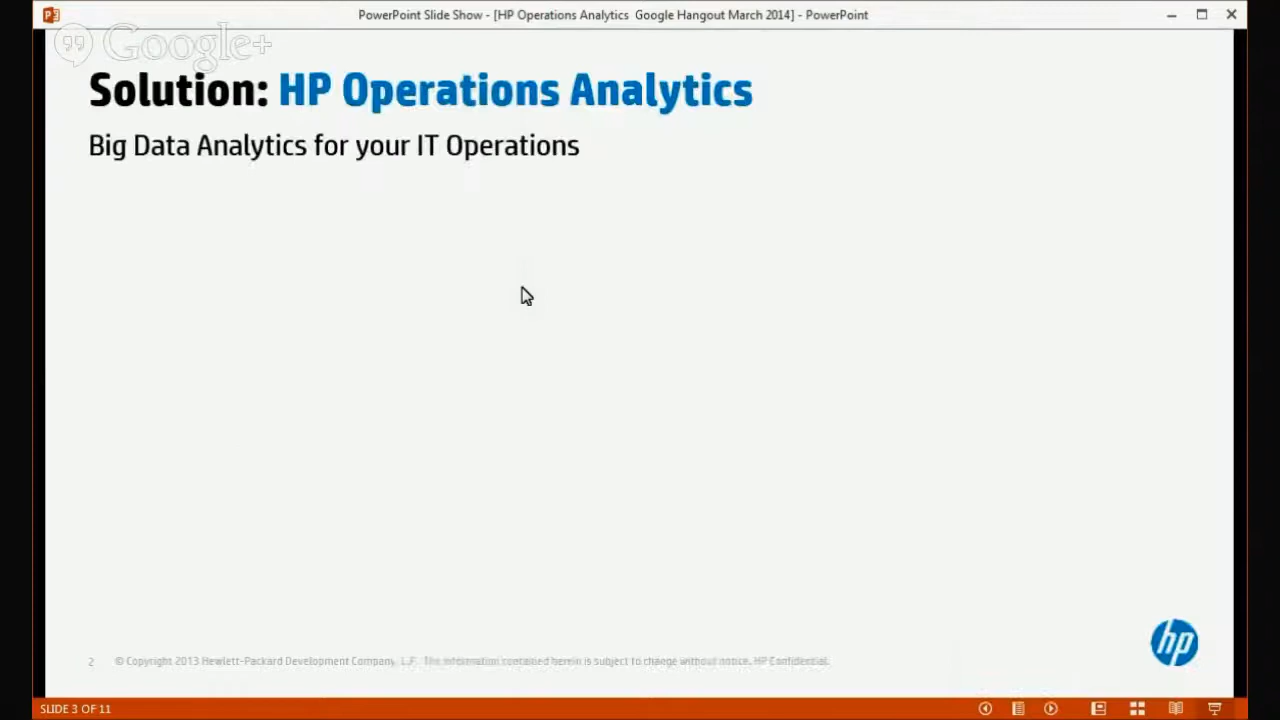 PowerPoint Slide Show - [HP Operations Analytics Google Hangout March 2014] - PowerPoint
Google+
Solution: HP Operations Analytics
Big Data Analytics for your IT Operations
hp
2 © Copyright 2013 Hewlett-Packard Development Company, L.P. The information contained herein is subject to change without notice. HP Confidential.
SLIDE 3 OF 11